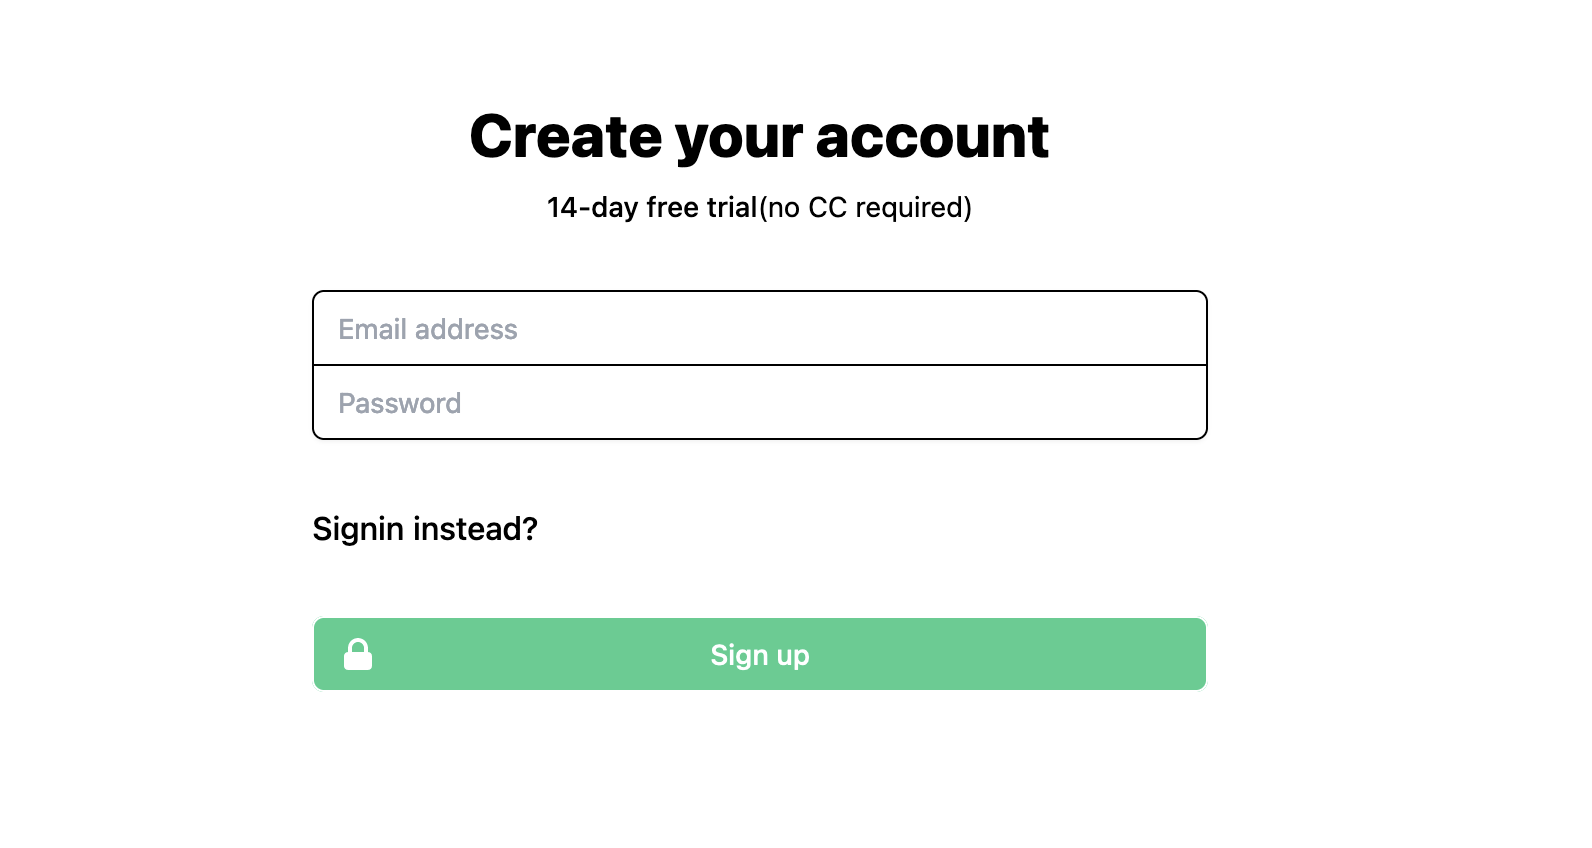 Create your account
14-day free trial(no CC required)
Email address
Password
Signin instead?
Sign up